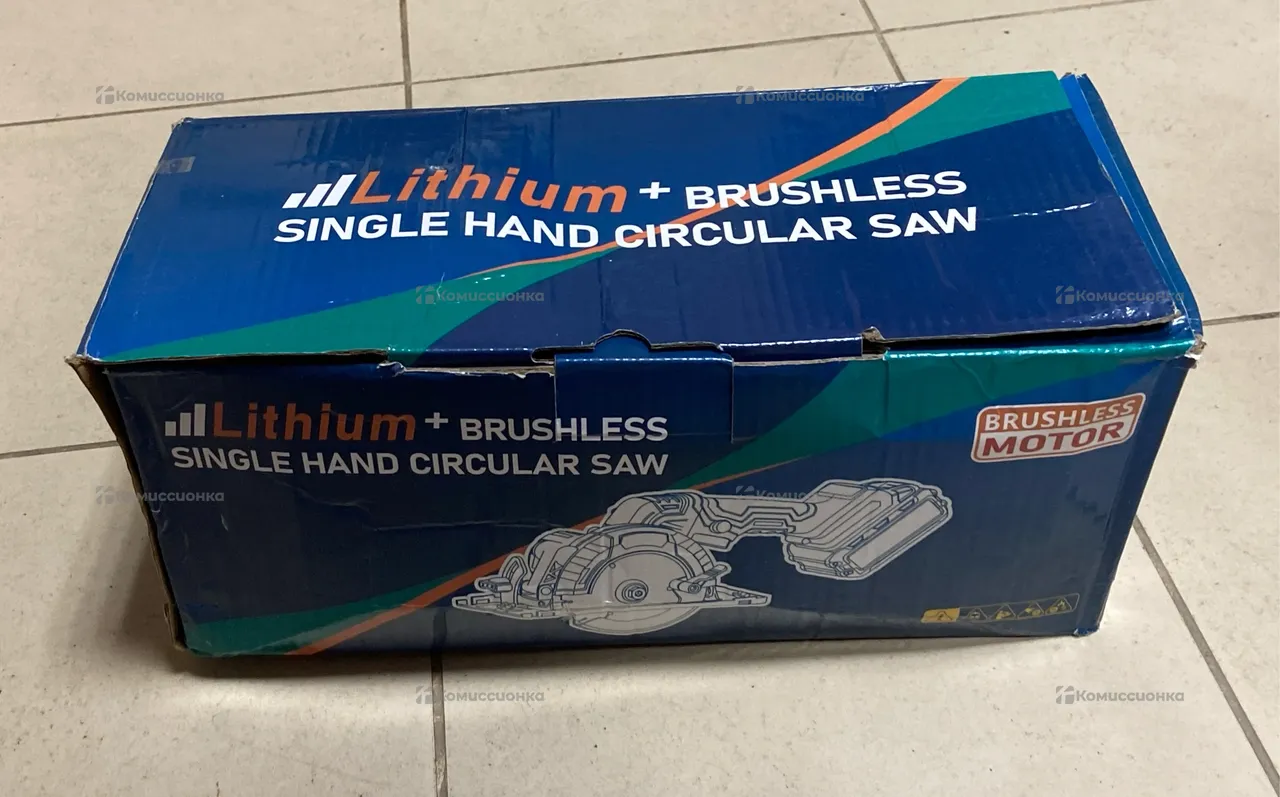 Комиссионка
Комиссионка
Lithium + BRUSHLESS
SINGLE HAND CIRCULAR SAW
Комиссионка
Комиссионка
Lithium + BRUSHLESS
SINGLE HAND CIRCULAR SAW
BRUSHLESS
MOTOR
Комиссионка
Комиссионка
Комиссионка
Комиссионка